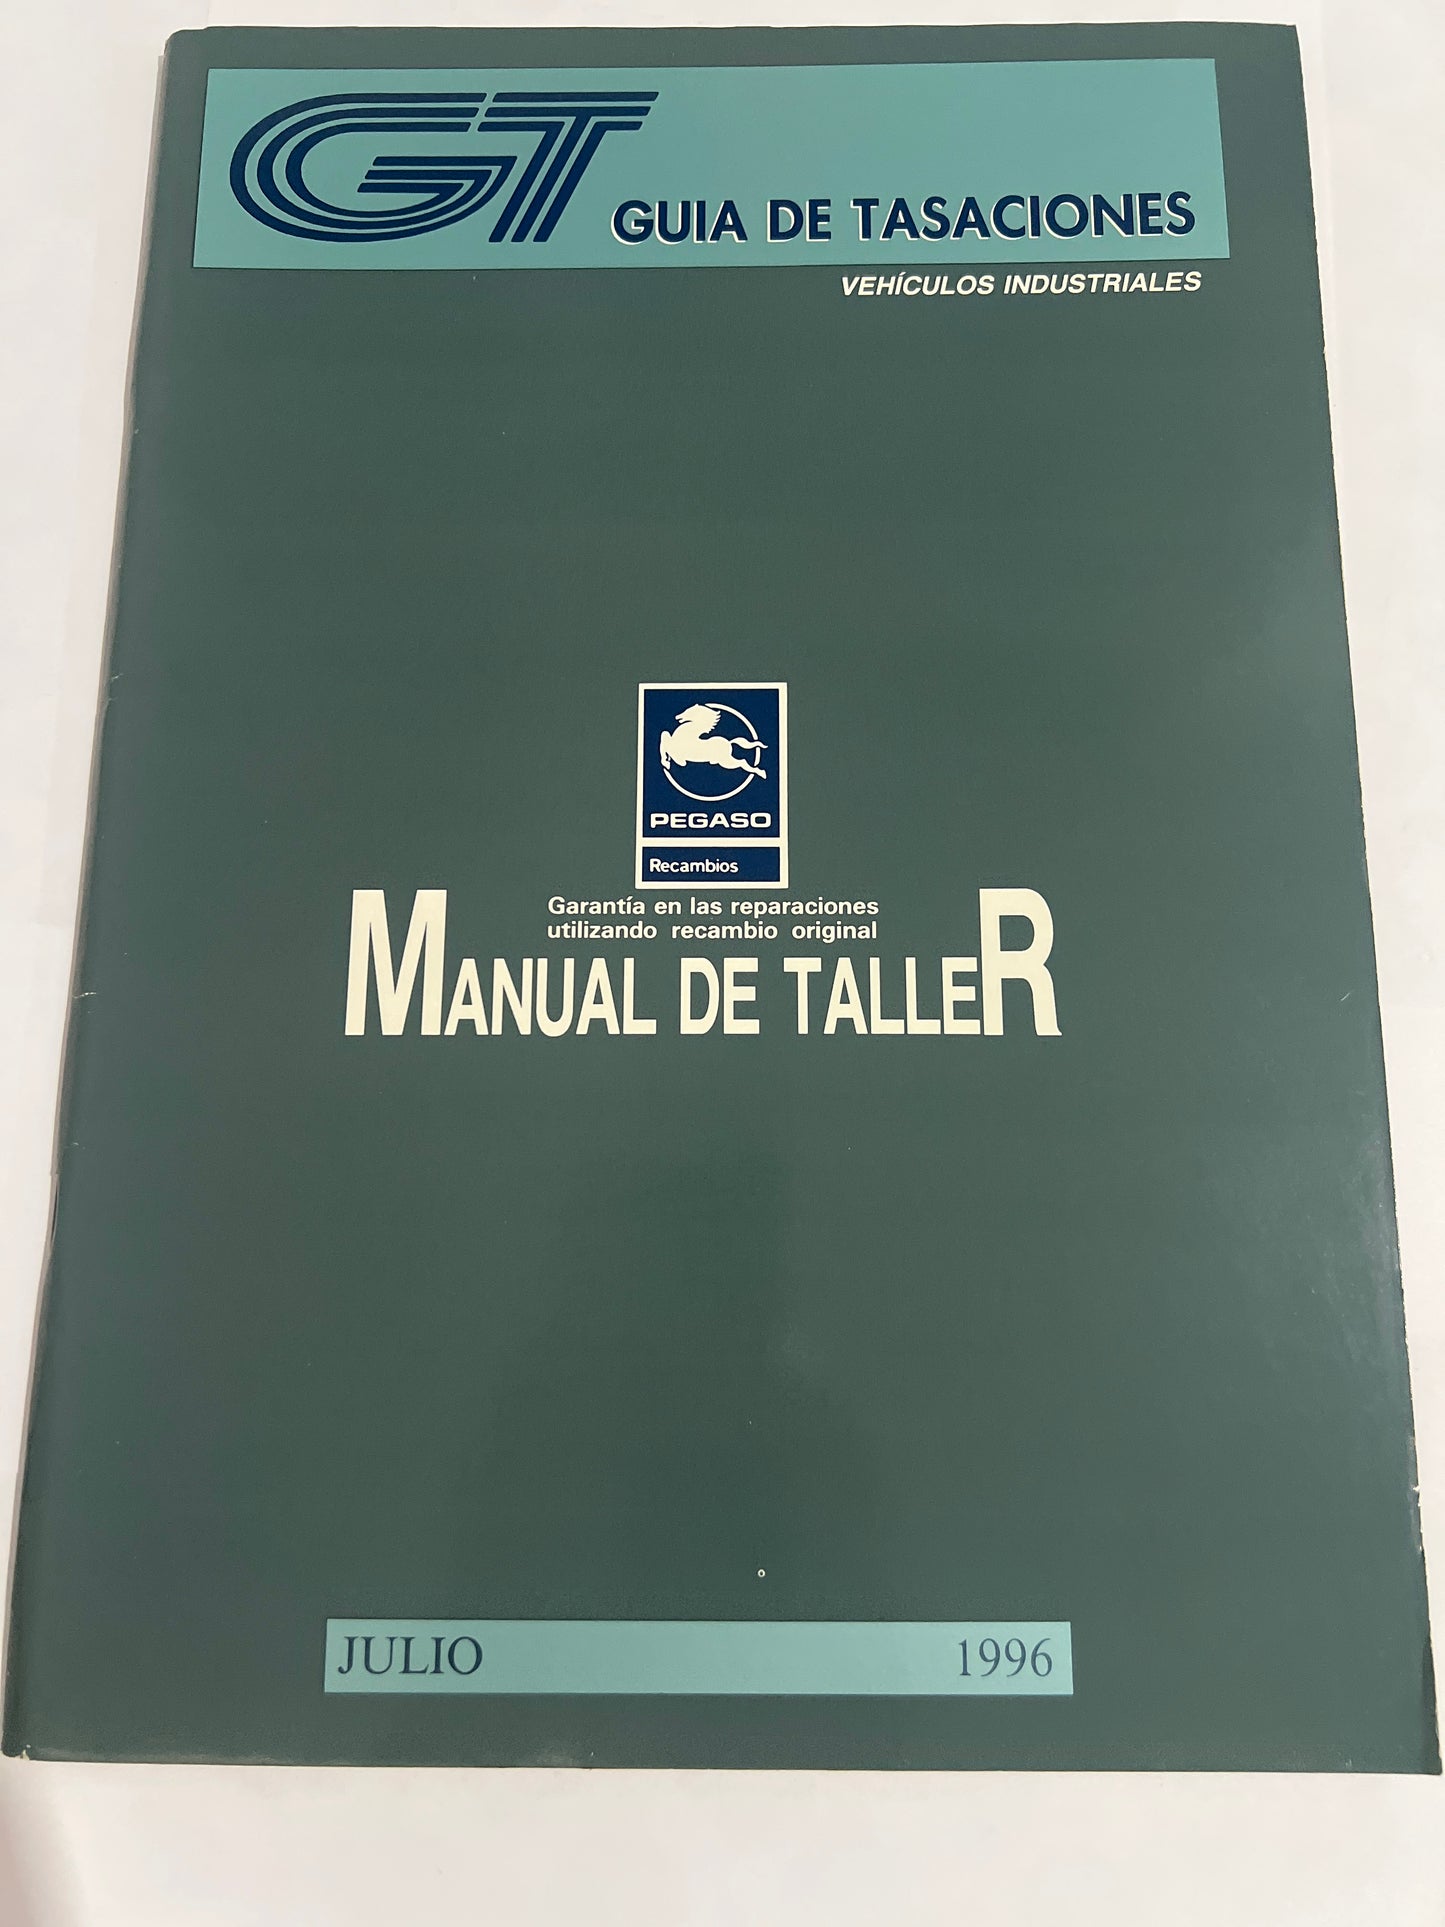 GT GUIA DE TASACIONES
VEHÍCULOS INDUSTRIALES
PEGASO
Recambios
Garantía en las reparaciones
utilizando recambio original
MANUAL DE TALLER
JULIO 1996